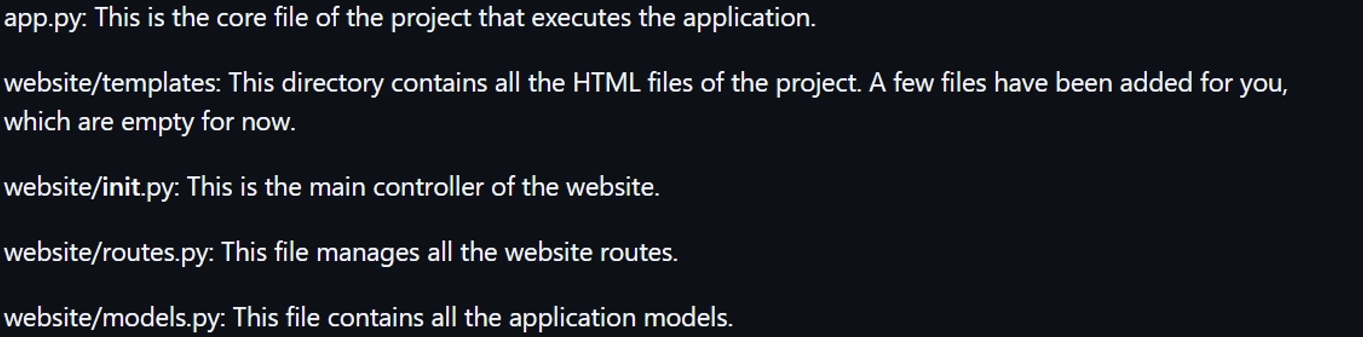 app.py: This is the core file of the project that executes the application.
website/templates: This directory contains all the HTML files of the project. A few files have been added for you,
which are empty for now.
website/init.py: This is the main controller of the website.
website/routes.py: This file manages all the website routes.
website/models.py: This file contains all the application models.